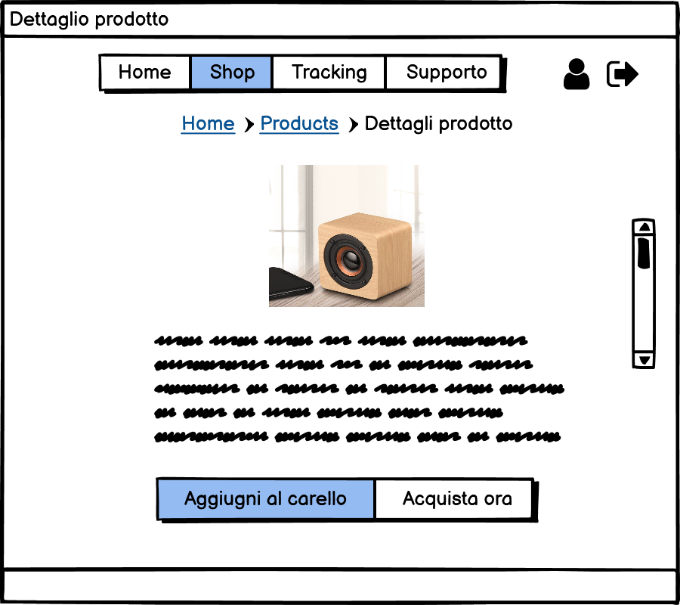 Dettaglio prodotto
Home Shop Tracking Supporto
Home Products Dettagli prodotto
Aggiugni al carello Acquista ora